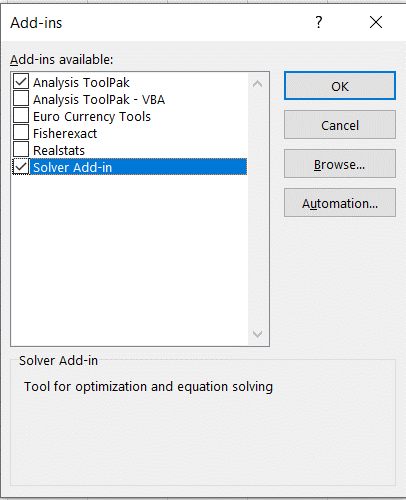 Add-ins
?
Add-ins available:
Analysis ToolPak
Analysis ToolPak - VBA
Euro Currency Tools
Fisherexact
Realstats
Solver Add-in
OK
Cancel
Browse...
Automation...
Solver Add-in
Tool for optimization and equation solving